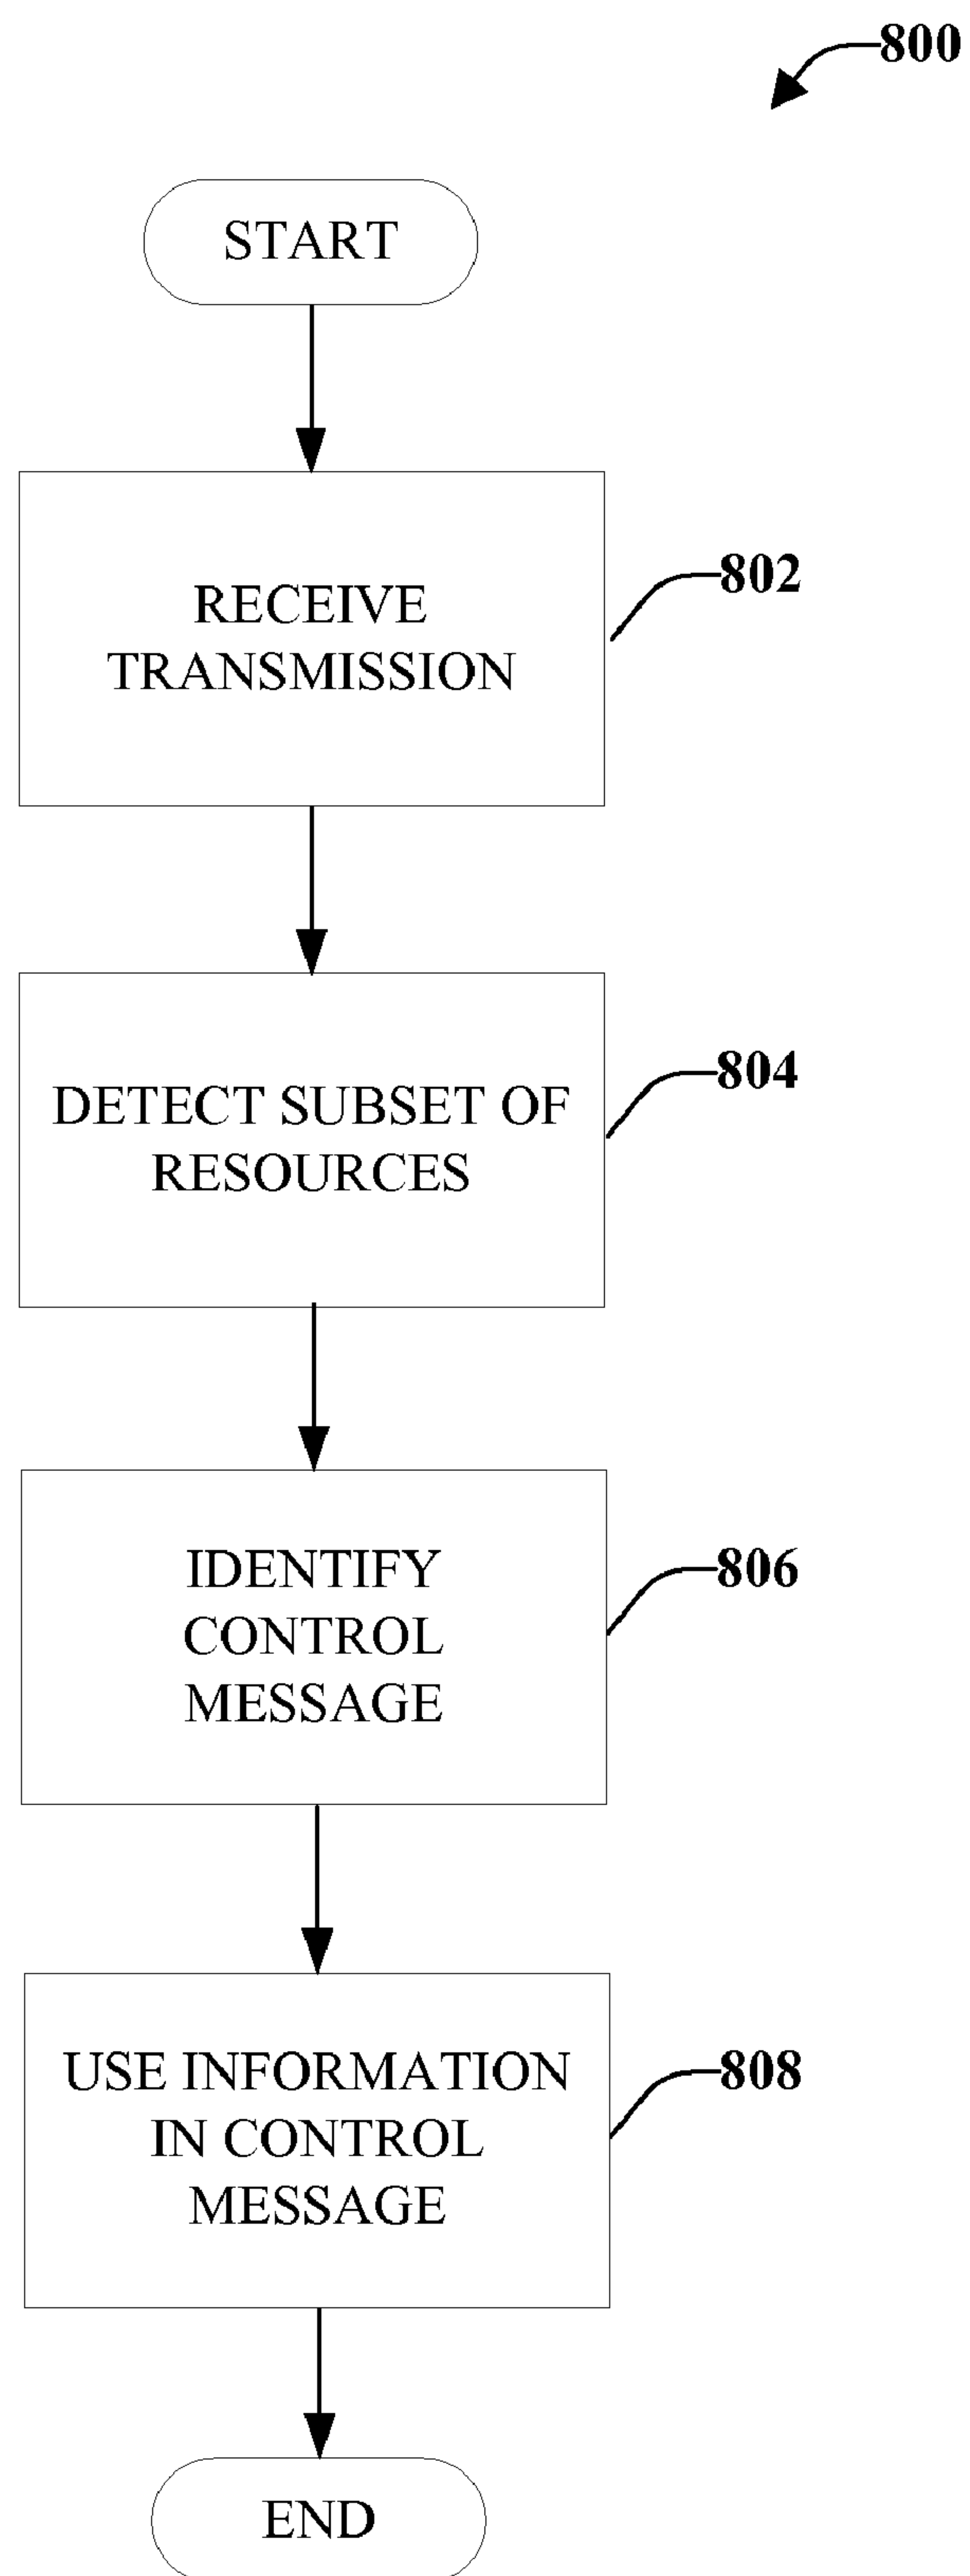 800
START
RECEIVE
TRANSMISSION
802
DETECT SUBSET OF
RESOURCES
804
IDENTIFY
CONTROL
MESSAGE
806
USE INFORMATION
IN CONTROL
MESSAGE
808
END